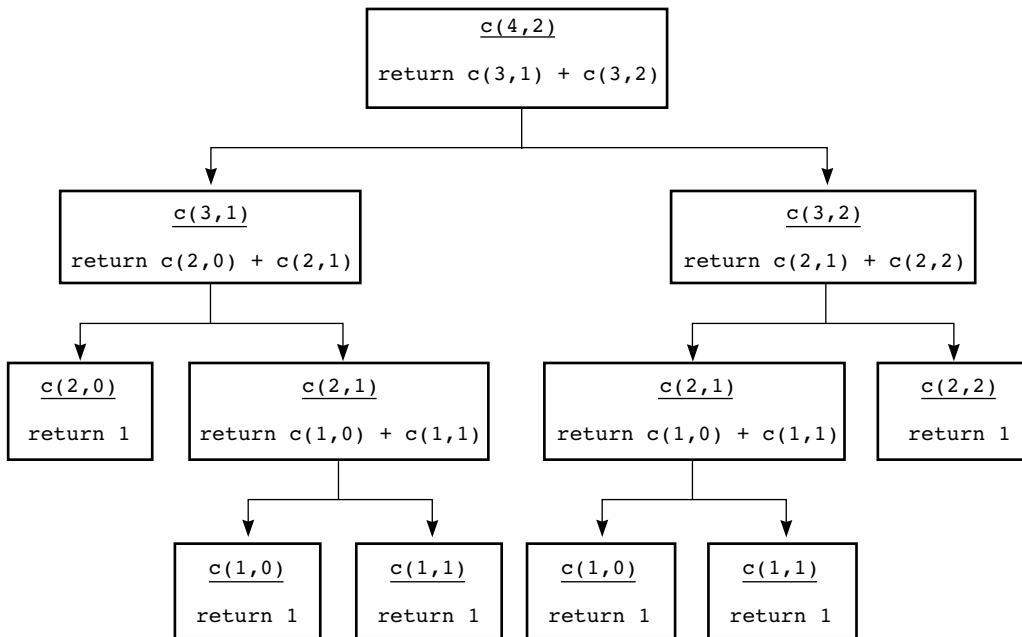 c(4,2)
return c(3,1) + c(3,2)
c(3,1)
return c(2,0) + c(2,1)
c(3,2)
return c(2,1) + c(2,2)
c(2,0)
return 1
c(2,1)
return c(1,0) + c(1,1)
c(2,1)
return c(1,0) + c(1,1)
c(2,2)
return 1
c(1,0)
return 1
c(1,1)
return 1
c(1,0)
return 1
c(1,1)
return 1